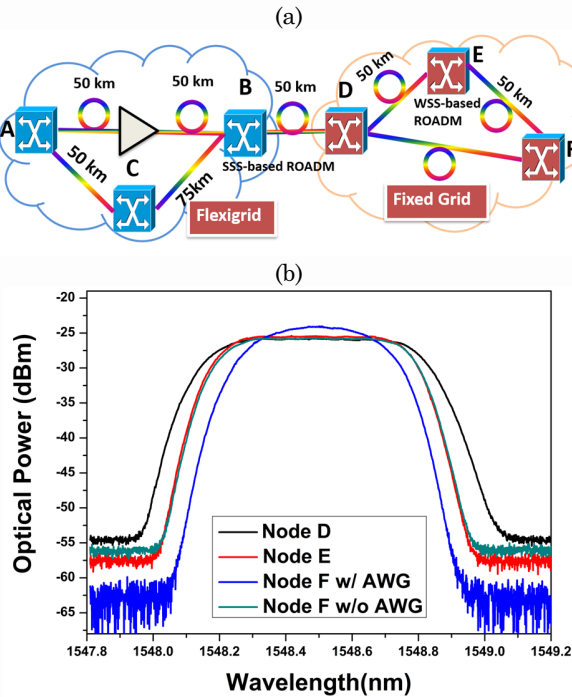 (a)
50 km
50 km
B
50 km
D
50 km
E
50 km
A
WSS-based
ROADM
C
SSS-based ROADM
F
50 km
75km
Flexigrid
Fixed Grid
(b)
Optical Power (dBm)
-20
-25
-30
-35
-40
-45
-50
-55
-60
-65
Node D
Node E
Node F w/ AWG
Node F w/o AWG
1547.8
1548.0
1548.2
1548.4
1548.6
1548.8
1549.0
1549.2
Wavelength(nm)